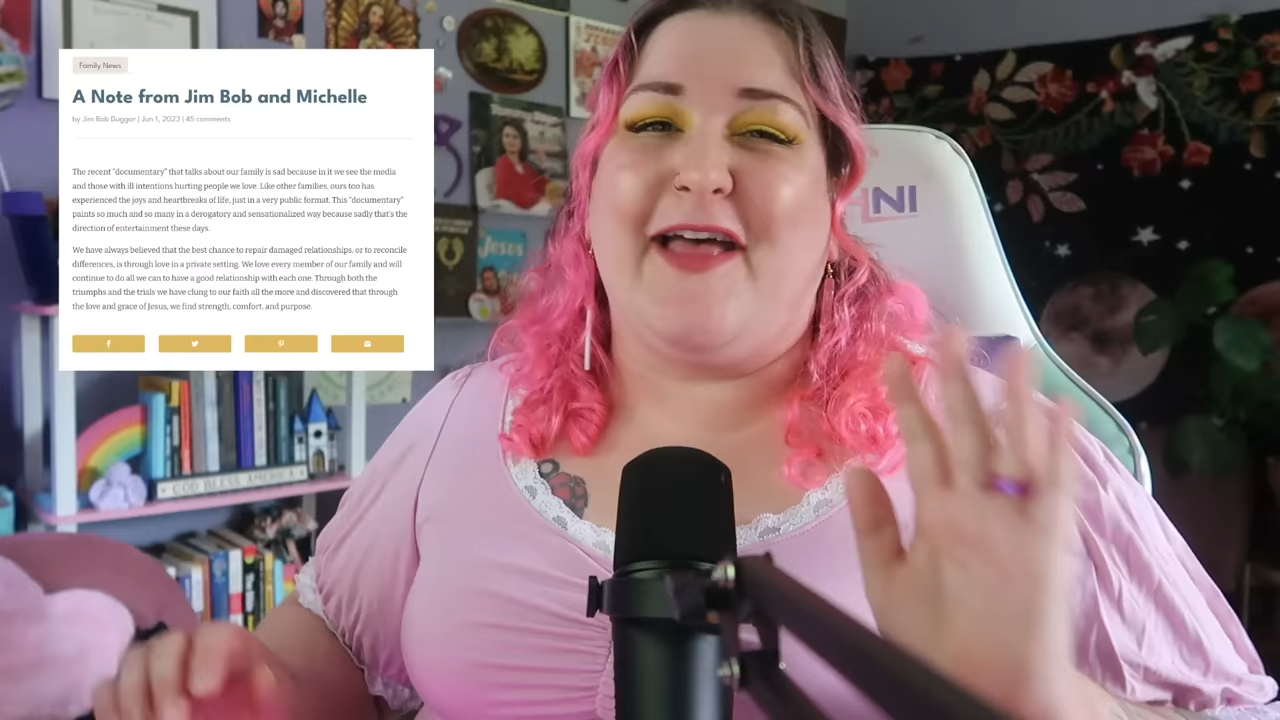 Family News
A Note from Jim Bob and Michelle
by Jim Bob Duggar | Jun 1, 2023 | 45 comments
The recent "documentary" that talks about our family is sad because in it we see the media
and those with ill intentions hurting people we love. Like other families, ours too has
experienced the joys and heartbreaks of life, just in a very public format. This "documentary"
paints so much and so many in a derogatory and sensationalized way because sadly that's the
direction of entertainment these days.
We have always believed that the best chance to repair damaged relationships, or to reconcile
differences, is through love in a private setting. We love every member of our family and will
continue to do all we can to have a good relationship with each one. Through both the
triumphs and the trials we have clung to our faith all the more and discovered that through
the love and grace of Jesus, we find strength, comfort, and purpose.
Jesus
NI
GOD BLESS AMERICA